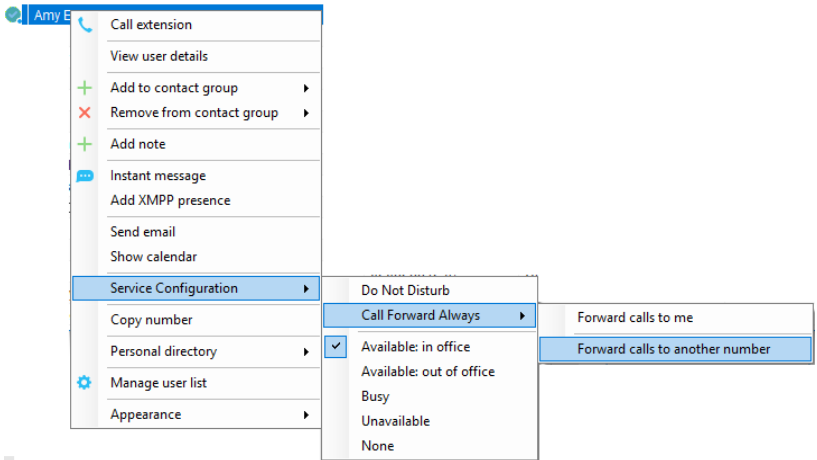 Amy E
Call extension
View user details
Add to contact group
Remove from contact group
Add note
Instant message
Add XMPP presence
Send email
Show calendar
Service Configuration
Copy number
Personal directory
Manage user list
Appearance
Do Not Disturb
Call Forward Always
Available: in office
Available: out of office
Busy
Unavailable
None
Forward calls to me
Forward calls to another number